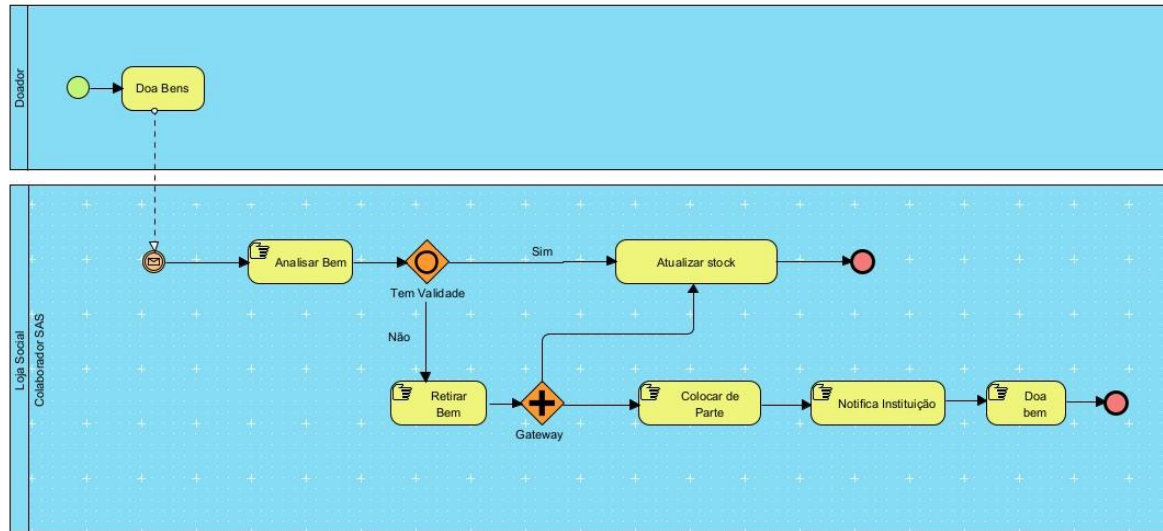 Doador
Doa Bens
Loja Social
Colaborador SAS
Analisar Bem
Tem Validade
Sim
Atualizar stock
Não
Retirar
Bem
Gateway
Colocar de
Parte
Notifica Instituição
Doa
bem